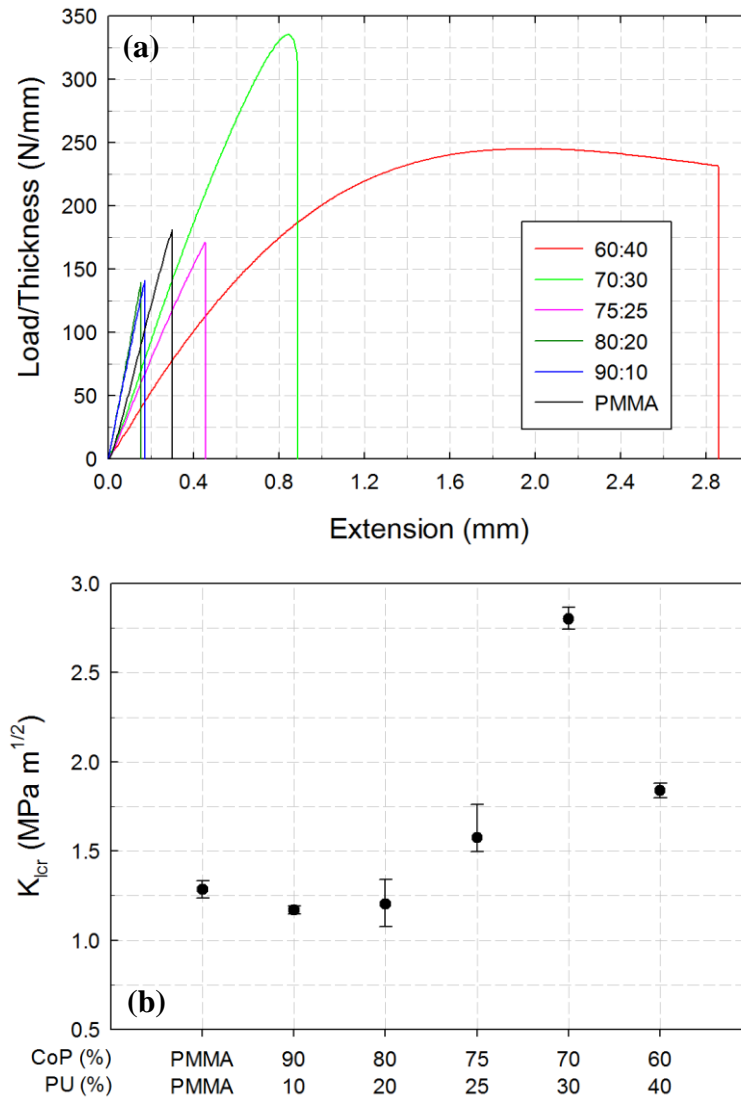 (a)
350
300
250
200
150
100
50
0
Load/Thickness (N/mm)
60:40
70:30
75:25
80:20
90:10
PMMA
0.0 0.4 0.8 1.2 1.6 2.0 2.4 2.8
Extension (mm)
3.0
2.5
2.0
1.5
1.0
0.5
K_Icr (MPa m^1/2)
(b)
CoP (%) PMMA 90 80 75 70 60
PU (%) PMMA 10 20 25 30 40